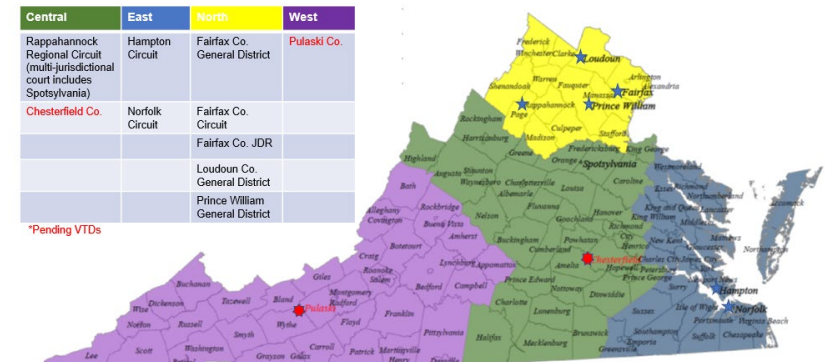 Central East North West
Rappahannock Hampton Fairfax Co. Pulaski Co.
Regional Circuit Circuit General District
(multi-jurisdictional
court includes
Spotsylvania)
Chesterfield Co. Norfolk Fairfax Co.
Circuit Circuit
Fairfax Co. JDR
Loudoun Co.
General District
Prince William
General District
*Pending VTDs
Frederick
Winchester Clarke Loudoun
Shenandoah Warren Fauquier Arlington
Manassas Fairfax Alexandria
Rappahannock Prince William
Page
Culpeper Stafford
Rockingham Madison
Harrisonburg Greene Fredericksburg King George
Highland Orange Spotsylvania Westmoreland
Augusta Staunton Caroline Essex Richmond
Bath Waynesboro Charlottesville Louisa Northumberland
Albemarle King and Queen Lancaster Accomack
Rockbridge Nelson Fluvanna Hanover King William
Alleghany Goochland Richmond Middlesex
Covington Buena Vista City New Kent Mathews
Amherst Buckingham Powhatan Henrico Gloucester Northampton
Botetourt Cumberland Chesterfield Charles City James City
Craig Lynchburg Appomattox Amelia Hopewell
Roanoke Prince George
Salem Bedford Campbell Prince Edward Surry
Giles Nottoway Dinwiddie Hampton
Buchanan Montgomery Charlotte Isle of Wight Norfolk
Dickenson Tazewell Bland Radford Franklin Lunenburg Sussex
Wise Pulaski Portsmouth Virginia Beach
Norton Russell Wythe Floyd Pittsylvania Halifax Brunswick Southampton Suffolk Chesapeake
Smyth Mecklenburg Emporia
Lee Scott Washington Carroll Patrick Martinsville Greensville
Grayson Galax Henry